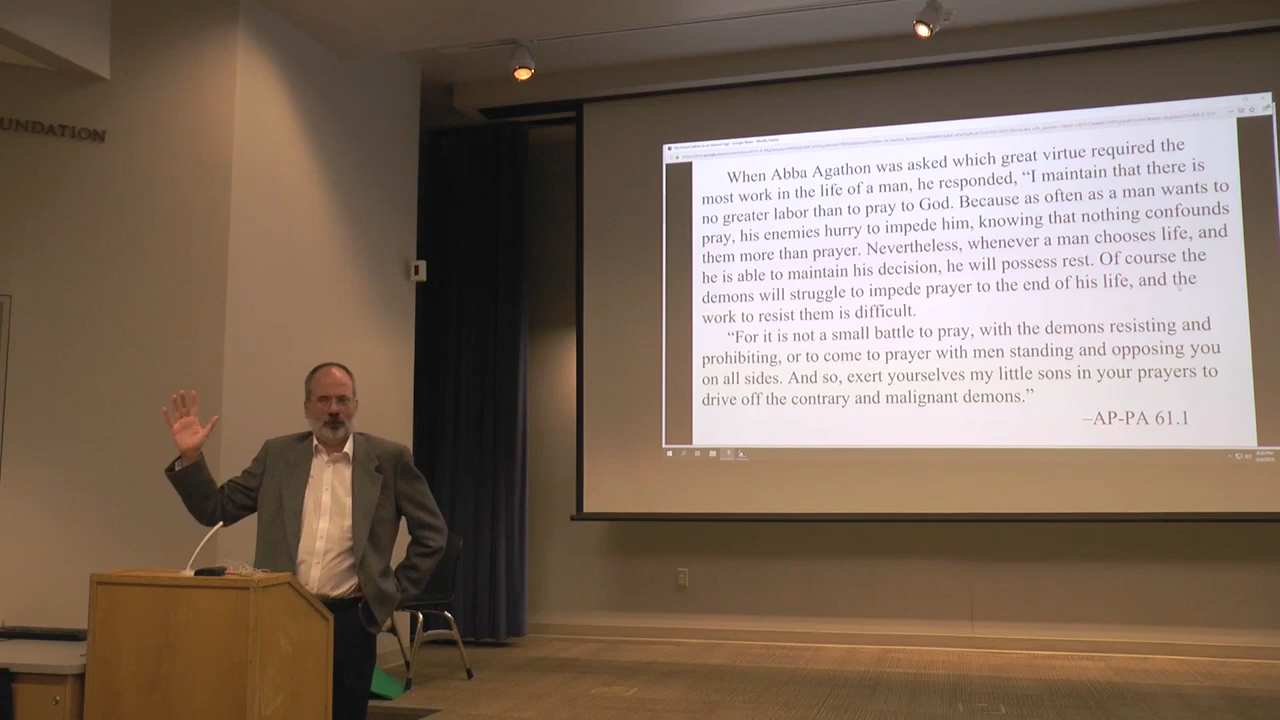 UNDATION
When Abba Agathon was asked which great virtue required the
most work in the life of a man, he responded, “I maintain that there is
no greater labor than to pray to God. Because as often as a man wants to
pray, his enemies hurry to impede him, knowing that nothing confounds
them more than prayer. Nevertheless, whenever a man chooses life, and
he is able to maintain his decision, he will possess rest. Of course the
demons will struggle to impede prayer to the end of his life, and the
work to resist them is difficult.
“For it is not a small battle to pray, with the demons resisting and
prohibiting, or to come to prayer with men standing and opposing you
on all sides. And so, exert yourselves my little sons in your prayers to
drive off the contrary and malignant demons.”
–AP-PA 61.1